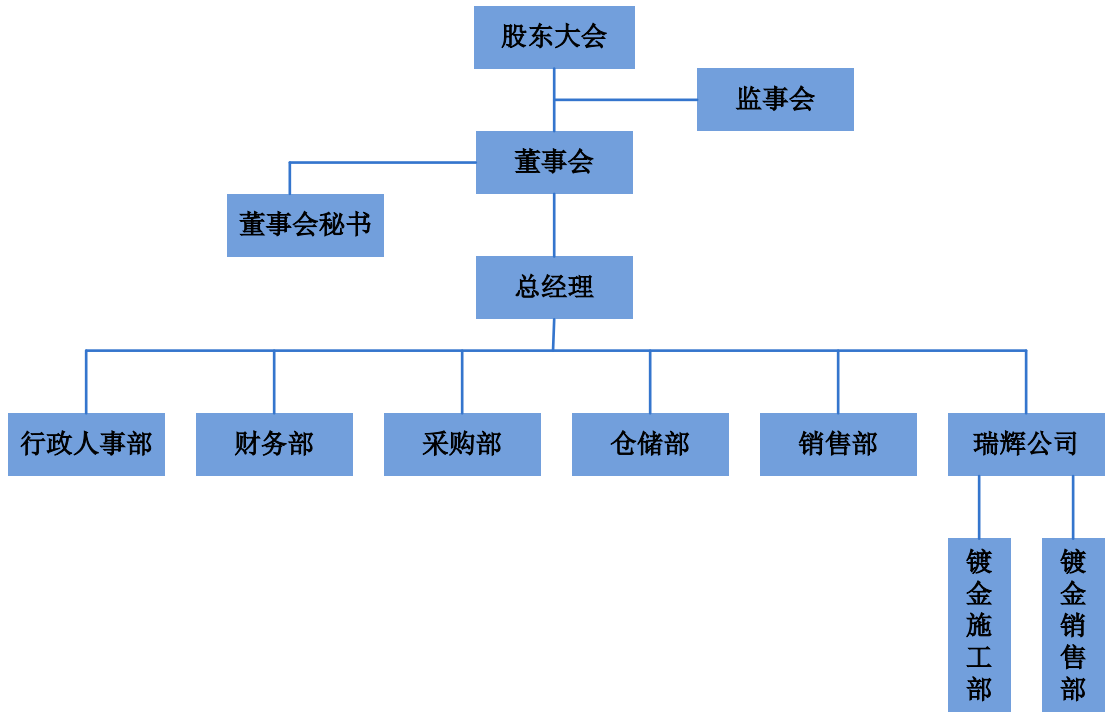 股东大会
监事会
董事会
董事会秘书
总经理
行政人事部
财务部
采购部
仓储部
销售部
瑞辉公司
镀金施工部
镀金销售部